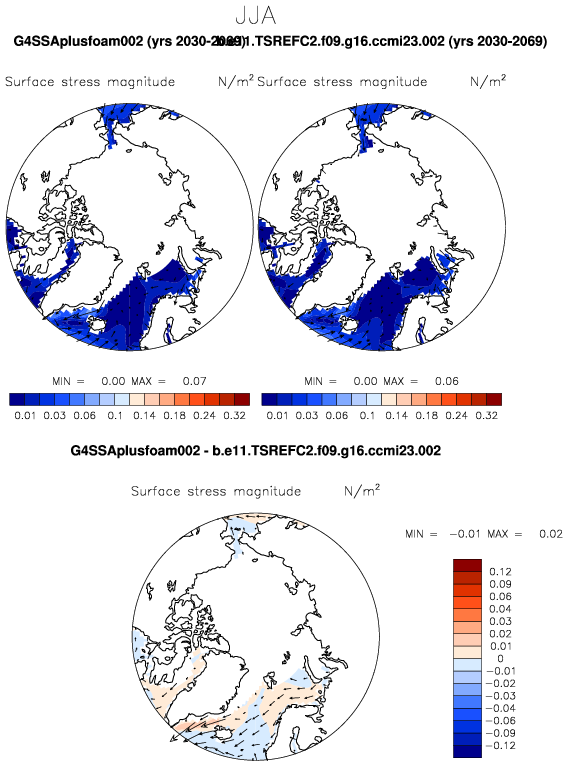 JJA
G4SSAplusfoam002 (yrs 2030-2069)
b.e11.TSREFC2.f09.g16.ccmi23.002 (yrs 2030-2069)
Surface stress magnitude N/m²
Surface stress magnitude N/m²
MIN = 0.00 MAX = 0.07
MIN = 0.00 MAX = 0.06
0.01 0.03 0.06 0.1 0.14 0.18 0.24 0.32
0.01 0.03 0.06 0.1 0.14 0.18 0.24 0.32
G4SSAplusfoam002 - b.e11.TSREFC2.f09.g16.ccmi23.002
Surface stress magnitude N/m²
MIN = −0.01 MAX = 0.02
0.12
0.09
0.06
0.04
0.03
0.02
0.01
0
−0.01
−0.02
−0.03
−0.04
−0.06
−0.09
−0.12